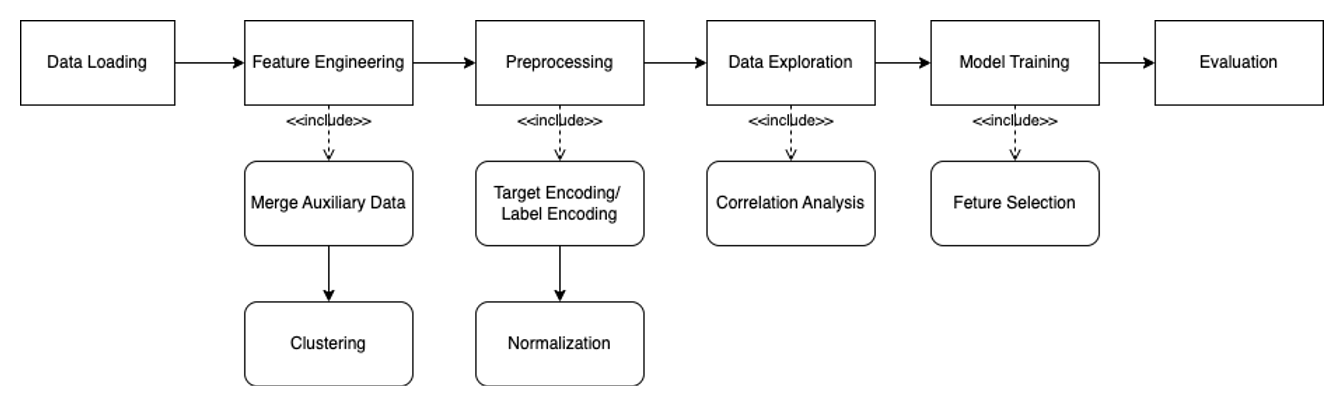 Data Loading
Feature Engineering
Preprocessing
Data Exploration
Model Training
Evaluation
<<include>>
<<include>>
<<include>>
<<include>>
Merge Auxiliary Data
Target Encoding/
Label Encoding
Correlation Analysis
Feture Selection
Clustering
Normalization